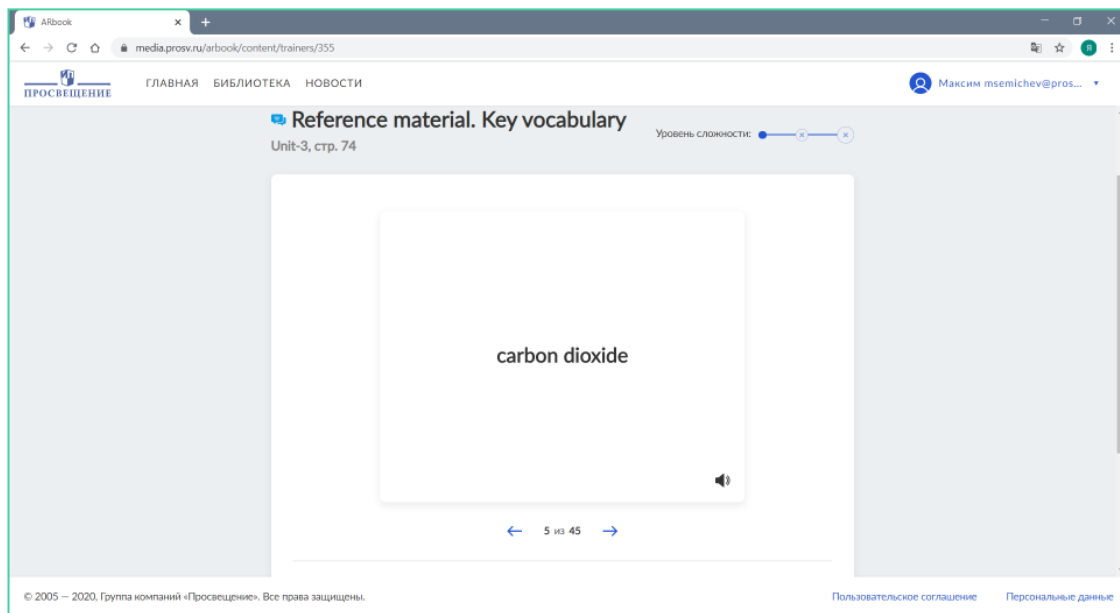 ARbook
media.prosv.ru/arbook/content/trainers/355
Я
ПРОСВЕЩЕНИЕ
ГЛАВНАЯ БИБЛИОТЕКА НОВОСТИ
Максим msemichev@pros...
Reference material. Key vocabulary
Уровень сложности:
Unit-3, стр. 74
carbon dioxide
5 из 45
© 2005 — 2020, Группа компаний «Просвещение». Все права защищены.
Пользовательское соглашение Персональные данные